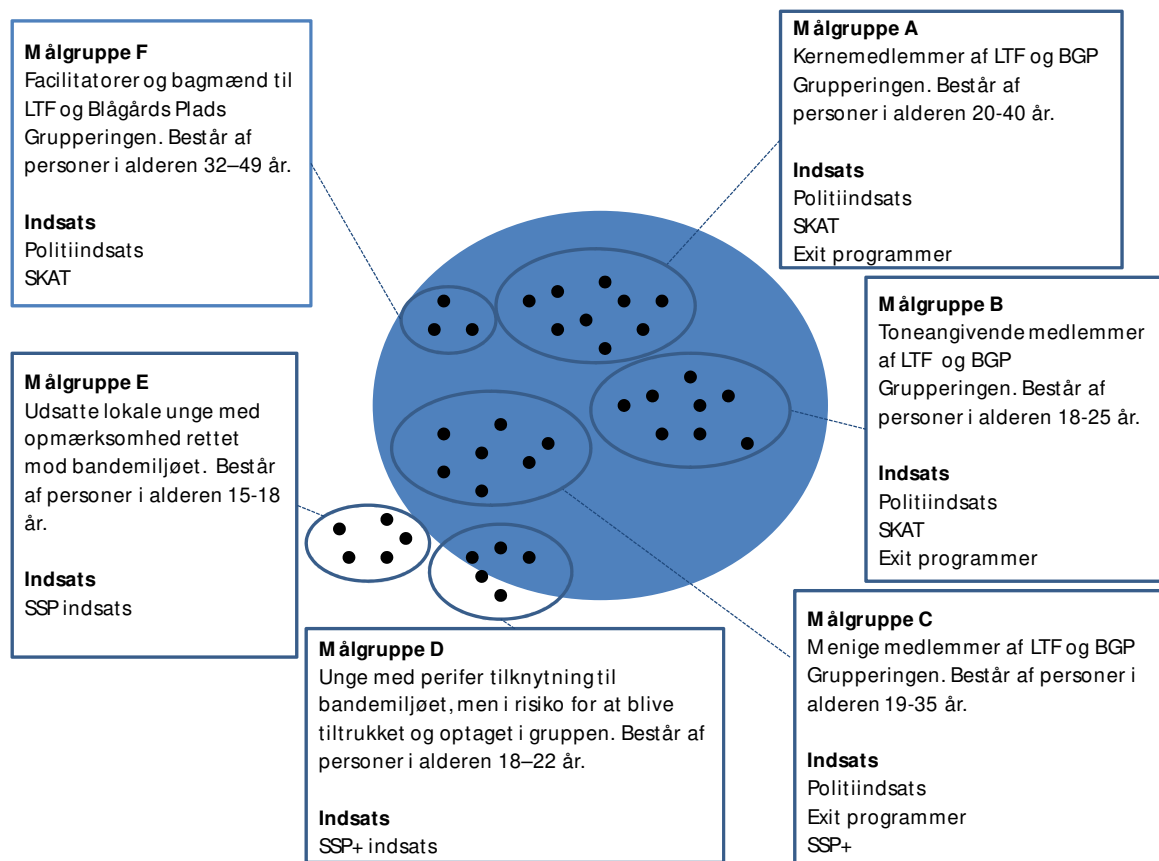 Målgruppe F
Facilitatorer og bagmænd til
LTF og Blågårds Plads
Grupperingen. Består af
personer i alderen 32–49 år.
Indsats
Politiindsats
SKAT
Målgruppe A
Kernemedlemmer af LTF og BGP
Grupperingen. Består af
personer i alderen 20-40 år.
Indsats
Politiindsats
SKAT
Exit programmer
Målgruppe B
Toneangivende medlemmer
af LTF og BGP
Grupperingen. Består af
personer i alderen 18-25 år.
Indsats
Politiindsats
SKAT
Exit programmer
Målgruppe E
Udsatte lokale unge med
opmærksomhed rettet
mod bandemiljøet. Består
af personer i alderen 15-18
år.
Indsats
SSP indsats
Målgruppe D
Unge med perifer tilknytning til
bandemiljøet, men i risiko for at blive
tiltrukket og optaget i gruppen. Består af
personer i alderen 18–22 år.
Indsats
SSP+ indsats
Målgruppe C
Menige medlemmer af LTF og BGP
Grupperingen. Består af personer i
alderen 19-35 år.
Indsats
Politiindsats
Exit programmer
SSP+